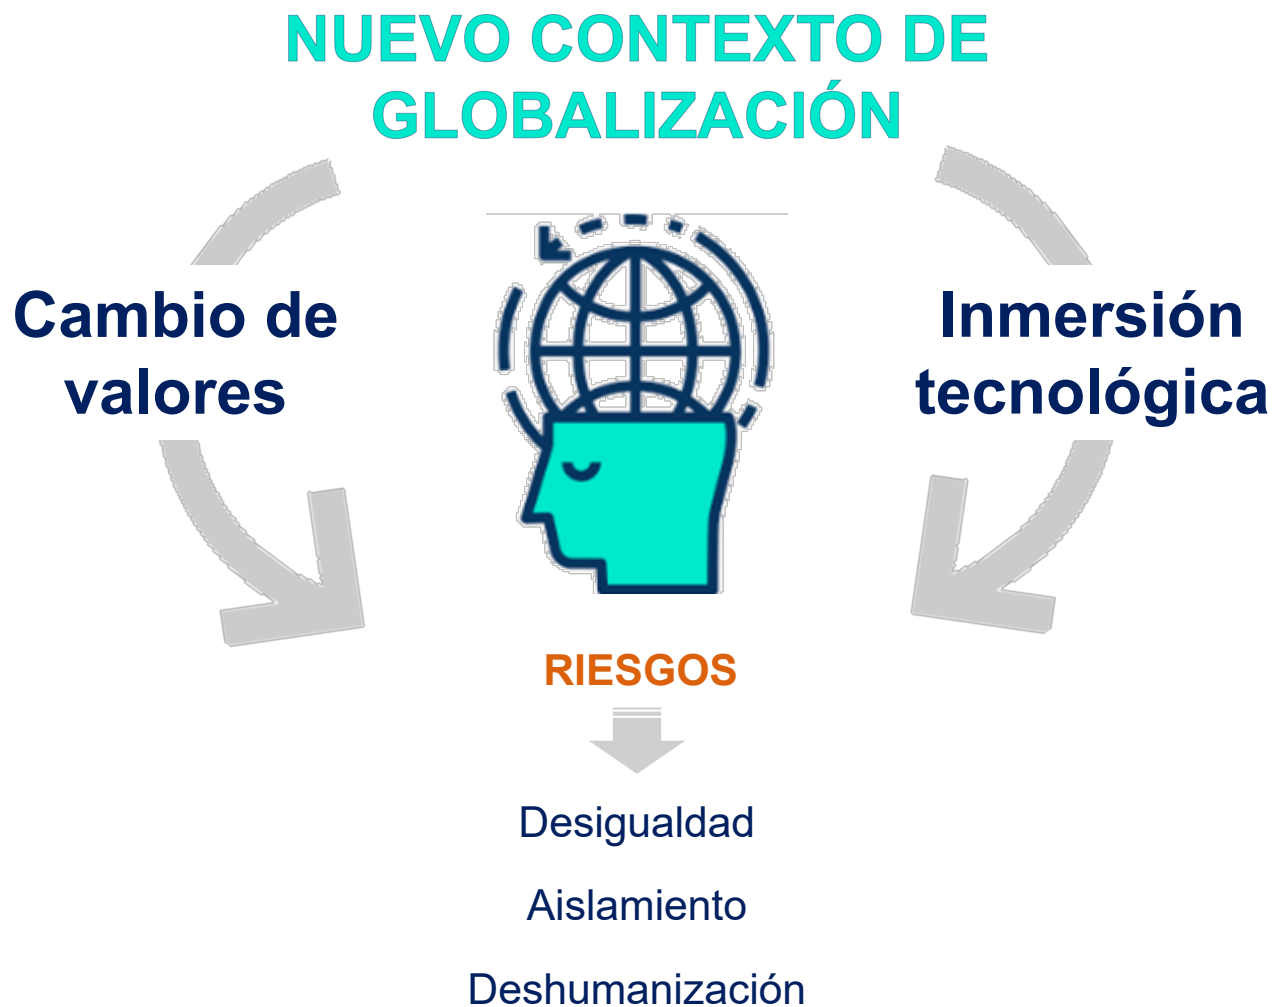 NUEVO CONTEXTO DE
GLOBALIZACIÓN
Cambio de
valores
Inmersión
tecnológica
RIESGOS
Desigualdad
Aislamiento
Deshumanización